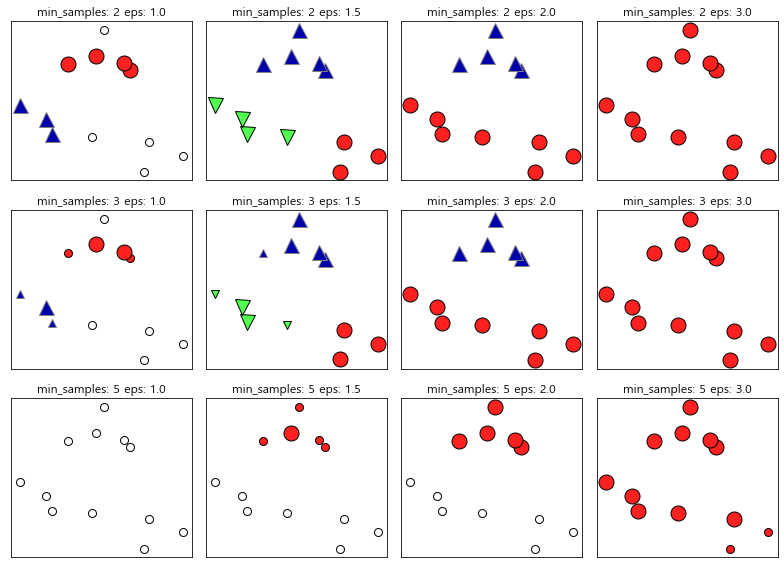 min_samples: 2 eps: 1.0
min_samples: 2 eps: 1.5
min_samples: 2 eps: 2.0
min_samples: 2 eps: 3.0
min_samples: 3 eps: 1.0
min_samples: 3 eps: 1.5
min_samples: 3 eps: 2.0
min_samples: 3 eps: 3.0
min_samples: 5 eps: 1.0
min_samples: 5 eps: 1.5
min_samples: 5 eps: 2.0
min_samples: 5 eps: 3.0